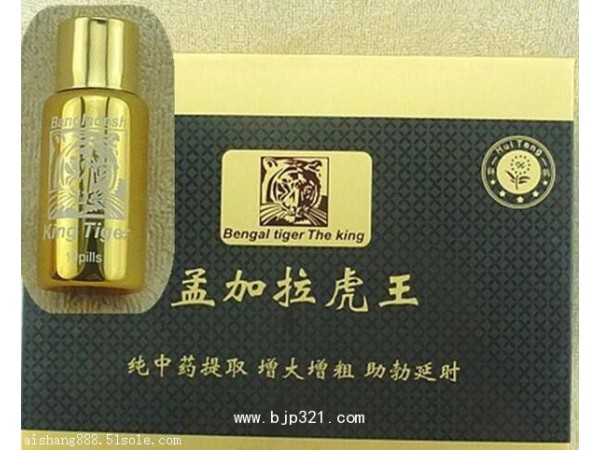 Bengladesh
King Tiger
10pills
Hui Teng
Bengal tiger The king
孟加拉虎王
纯中药提取 增大增粗 助勃延时
www.bjp321.com
aishang888.51sole.com